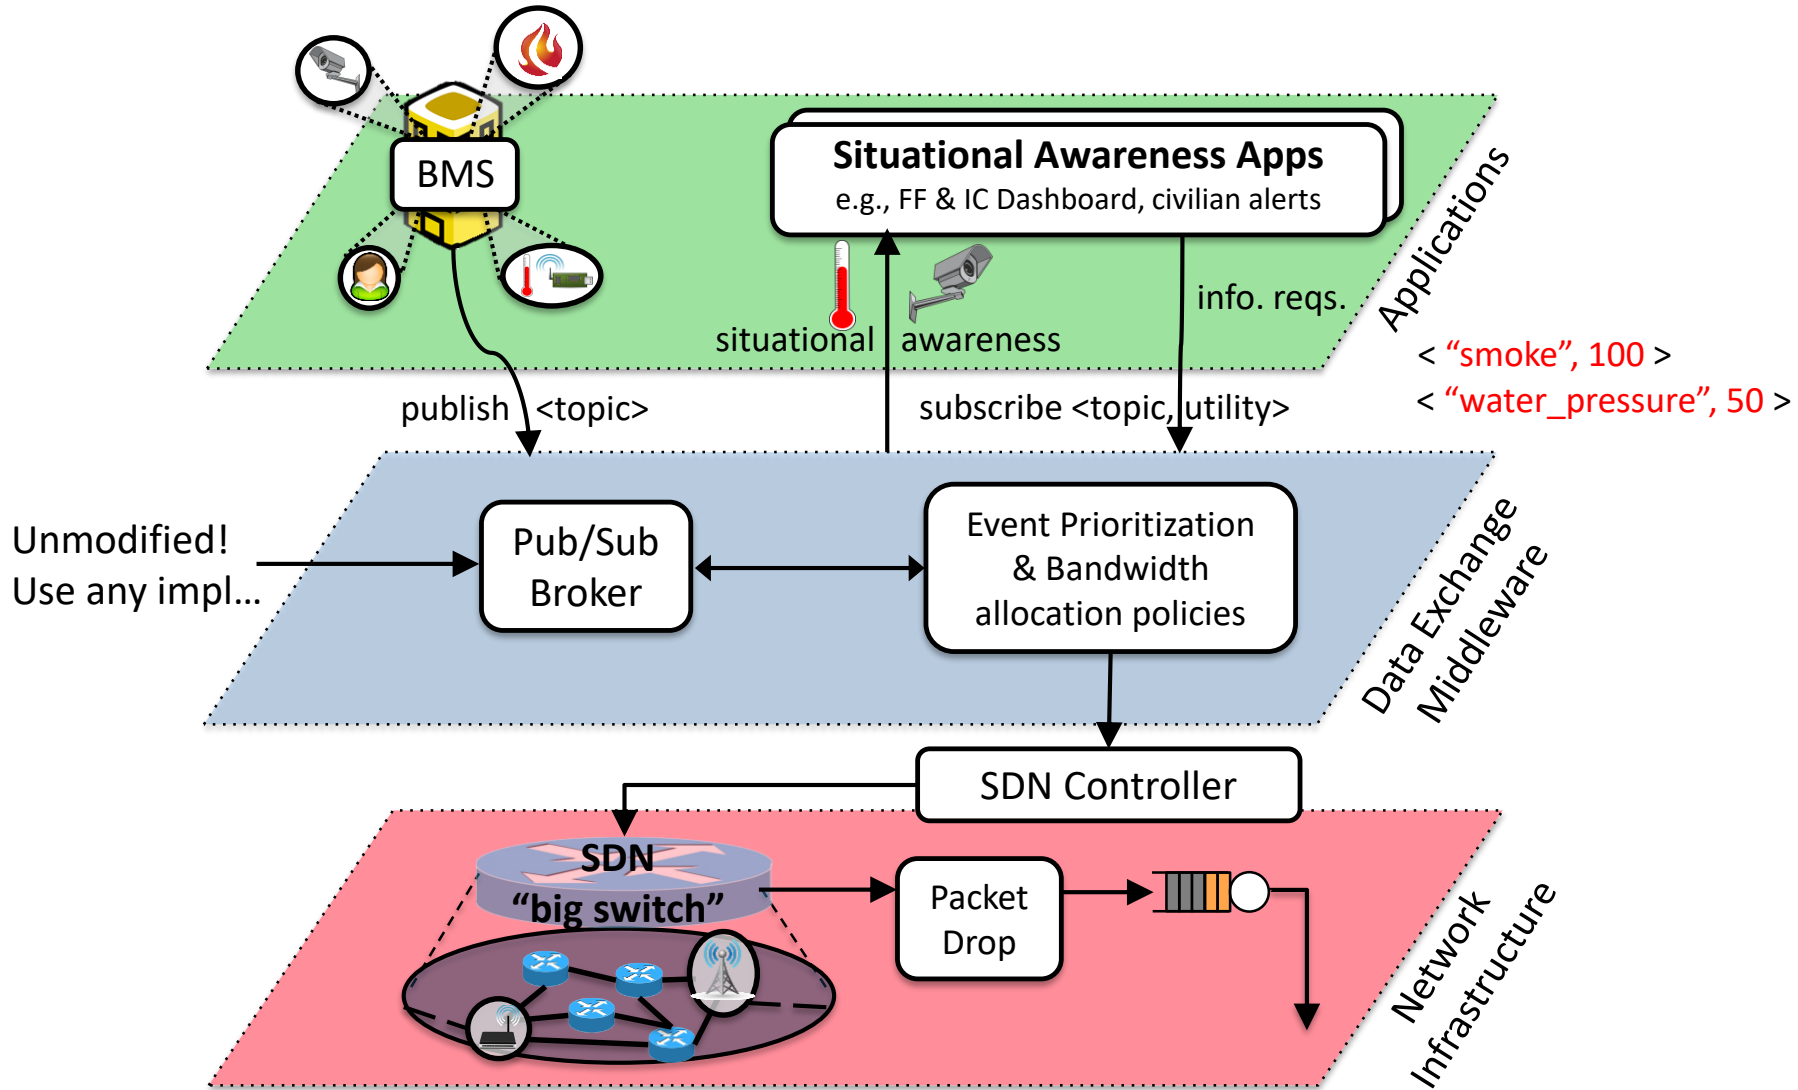 BMS
Situational Awareness Apps
e.g., FF & IC Dashboard, civilian alerts
Applications
info. reqs.
situational awareness
< “smoke”, 100 >
< “water_pressure”, 50 >
publish <topic>
subscribe <topic, utility>
Unmodified!
Use any impl...
Pub/Sub
Broker
Event Prioritization
& Bandwidth
allocation policies
Data Exchange
Middleware
SDN Controller
SDN
“big switch”
Packet
Drop
Network
Infrastructure